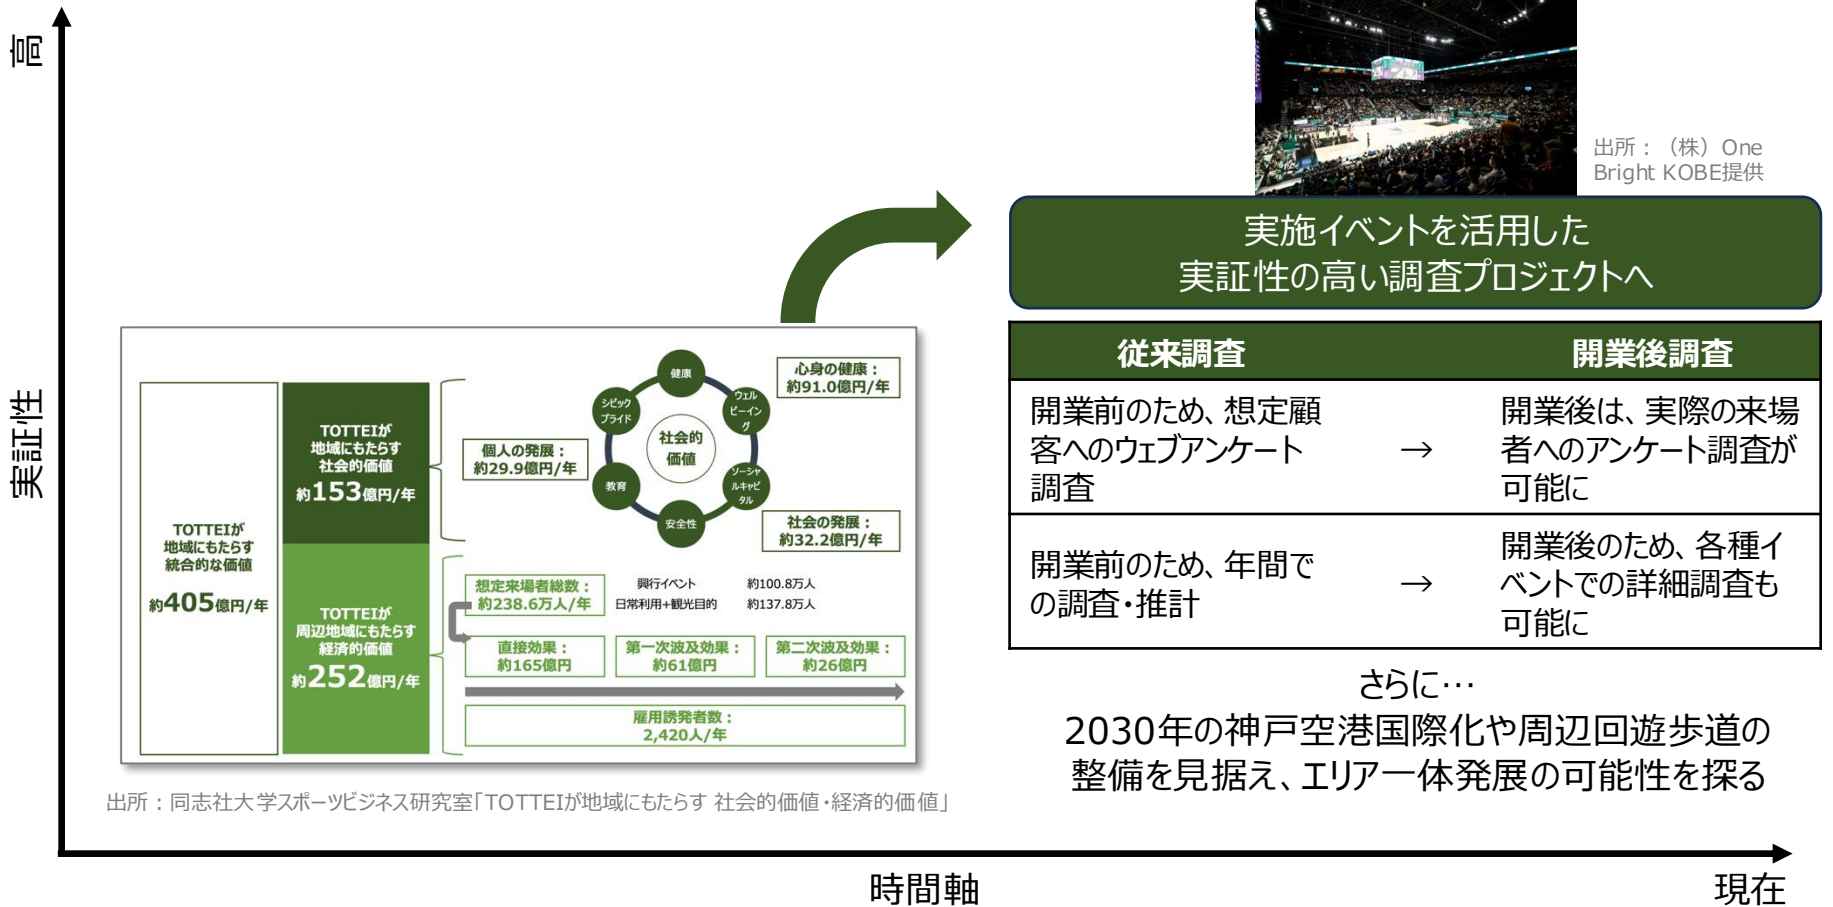 高
実証性
出所：（株）One
Bright KOBE提供
実施イベントを活用した
実証性の高い調査プロジェクトへ
TOTTEIが
地域にもたらす
統合的な価値
約405億円/年
TOTTEIが
地域にもたらす
社会的価値
約153億円/年
TOTTEIが
周辺地域にもたらす
経済的価値
約252億円/年
健康
シビック
プライド
ウェル
ビーイン
グ
社会的
価値
教育
ソーシャ
ルキャピ
タル
安全性
心身の健康：
約91.0億円/年
個人の発展：
約29.9億円/年
社会の発展：
約32.2億円/年
想定来場者総数：
約238.6万人/年
興行イベント 約100.8万人
日常利用+観光目的 約137.8万人
直接効果：
約165億円
第一次波及効果：
約61億円
第二次波及効果：
約26億円
雇用誘発者数：
2,420人/年
出所：同志社大学スポーツビジネス研究室「TOTTEIが地域にもたらす 社会的価値・経済的価値」
従来調査 開業後調査
開業前のため、想定顧
客へのウェブアンケート
調査
→
開業後は、実際の来場
者へのアンケート調査が
可能に
開業前のため、年間で
の調査・推計
→
開業後のため、各種イ
ベントでの詳細調査も
可能に
さらに…
2030年の神戸空港国際化や周辺回遊歩道の
整備を見据え、エリア一体発展の可能性を探る
時間軸
現在